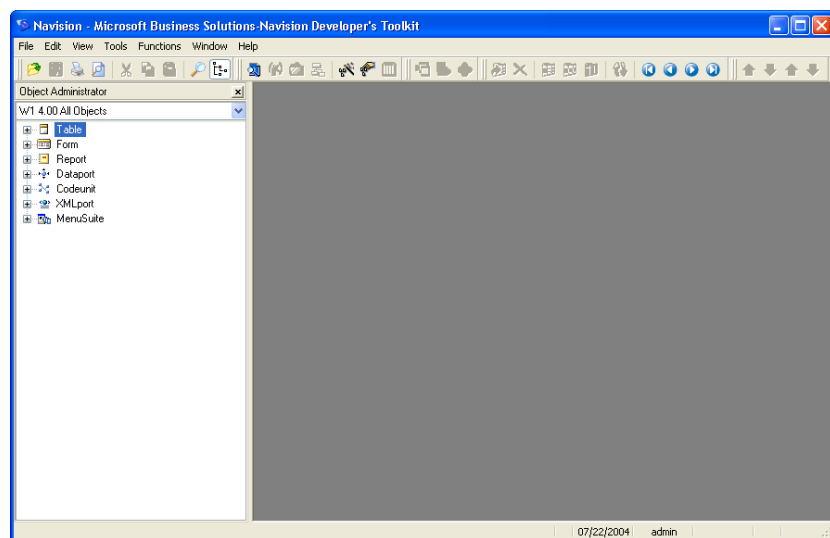 Navision - Microsoft Business Solutions-Navision Developer's Toolkit
File Edit View Tools Functions Window Help
Object Administrator
W1 4.00 All Objects
Table
Form
Report
Dataport
Codeunit
XMLport
MenuSuite
07/22/2004 admin